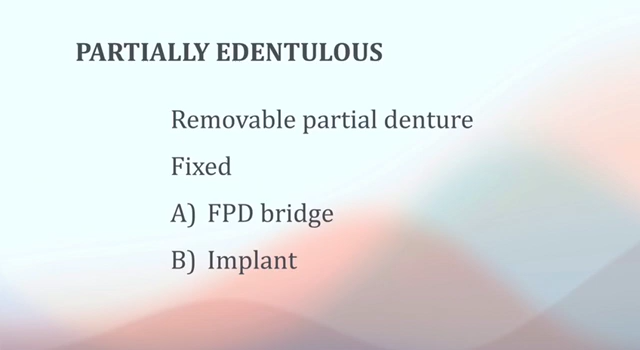 PARTIALLY EDENTULOUS
Removable partial denture
Fixed
A) FPD bridge
B) Implant